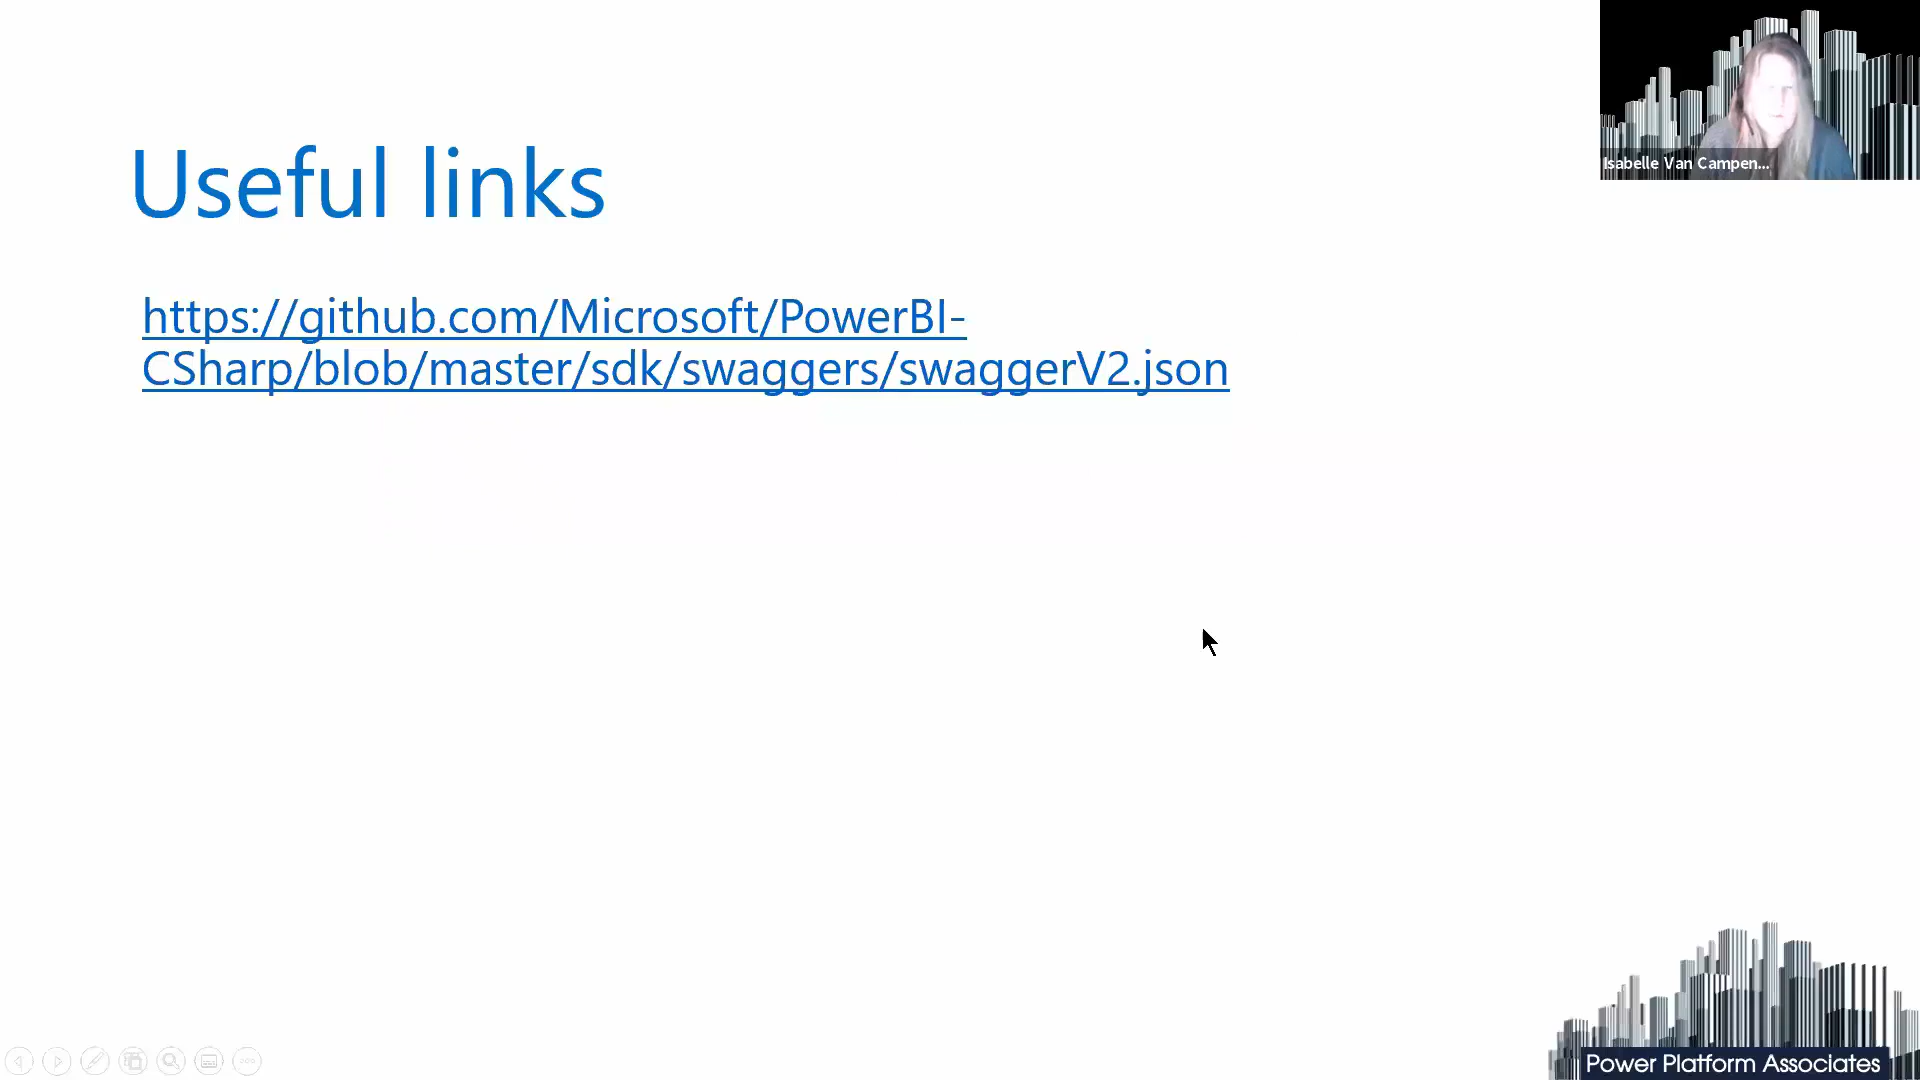 Isabelle Van Campen...
Useful links
https://github.com/Microsoft/PowerBI-
CSharp/blob/master/sdk/swaggers/swaggerV2.json
Power Platform Associates